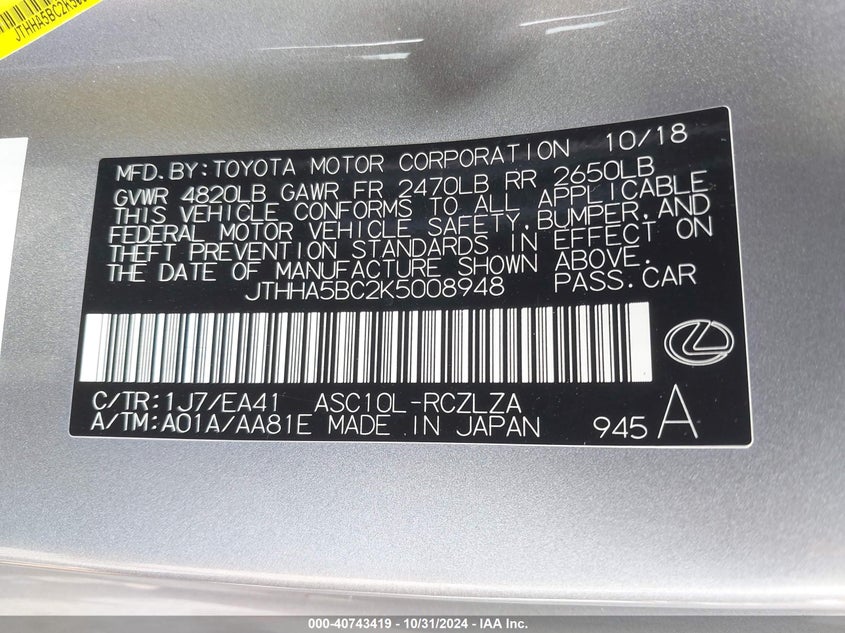 JTHHA5BC2K500
MFD.BY:TOYOTA MOTOR CORPORATION 10/18
GVWR 4820LB GAWR FR 2470LB RR 2650LB
THIS VEHICLE CONFORMS TO ALL APPLICABLE
FEDERAL MOTOR VEHICLE SAFETY,BUMPER,AND
THEFT PREVENTION STANDARDS IN EFFECT ON
THE DATE OF MANUFACTURE SHOWN ABOVE.
JTHHA5BC2K5008948 PASS.CAR
C/TR:1J7/EA41 ASC10L-RCZLZA
A/TM:A01A/AA81E MADE IN JAPAN 945 A
000-40743419 - 10/31/2024 - IAA Inc.